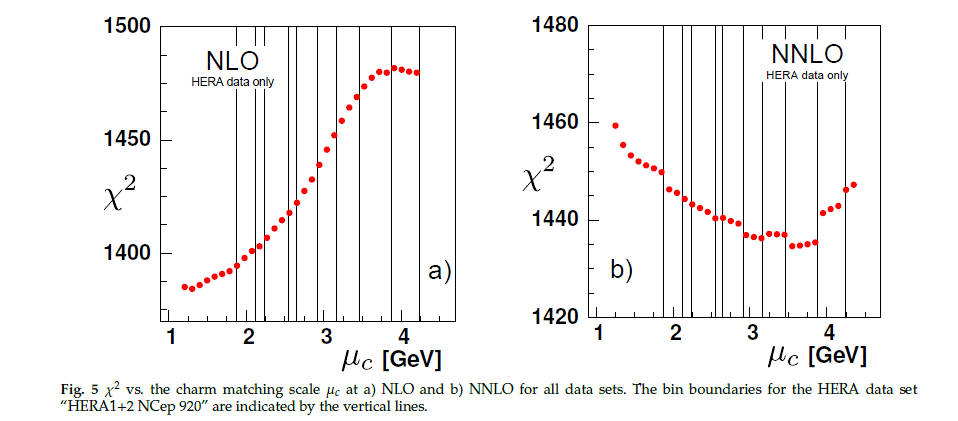 1500
1450
1400
χ²
NLO
HERA data only
a)
1 2 3 4
μc [GeV]
1480
1460
1440
1420
χ²
NNLO
HERA data only
b)
1 2 3 4
μc [GeV]
Fig. 5 χ² vs. the charm matching scale μc at a) NLO and b) NNLO for all data sets. The bin boundaries for the HERA data set
“HERA1+2 NCep 920” are indicated by the vertical lines.